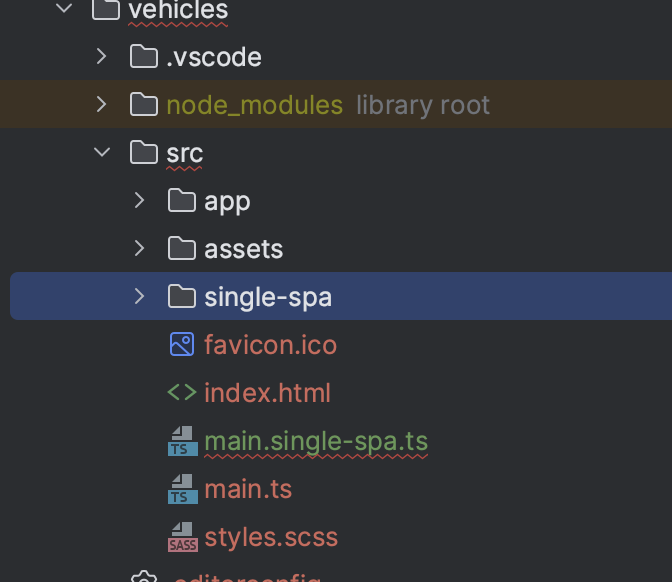 vehicles
.vscode
node_modules library root
src
app
assets
single-spa
favicon.ico
index.html
TS main.single-spa.ts
TS main.ts
SASS styles.scss
.editorconfig